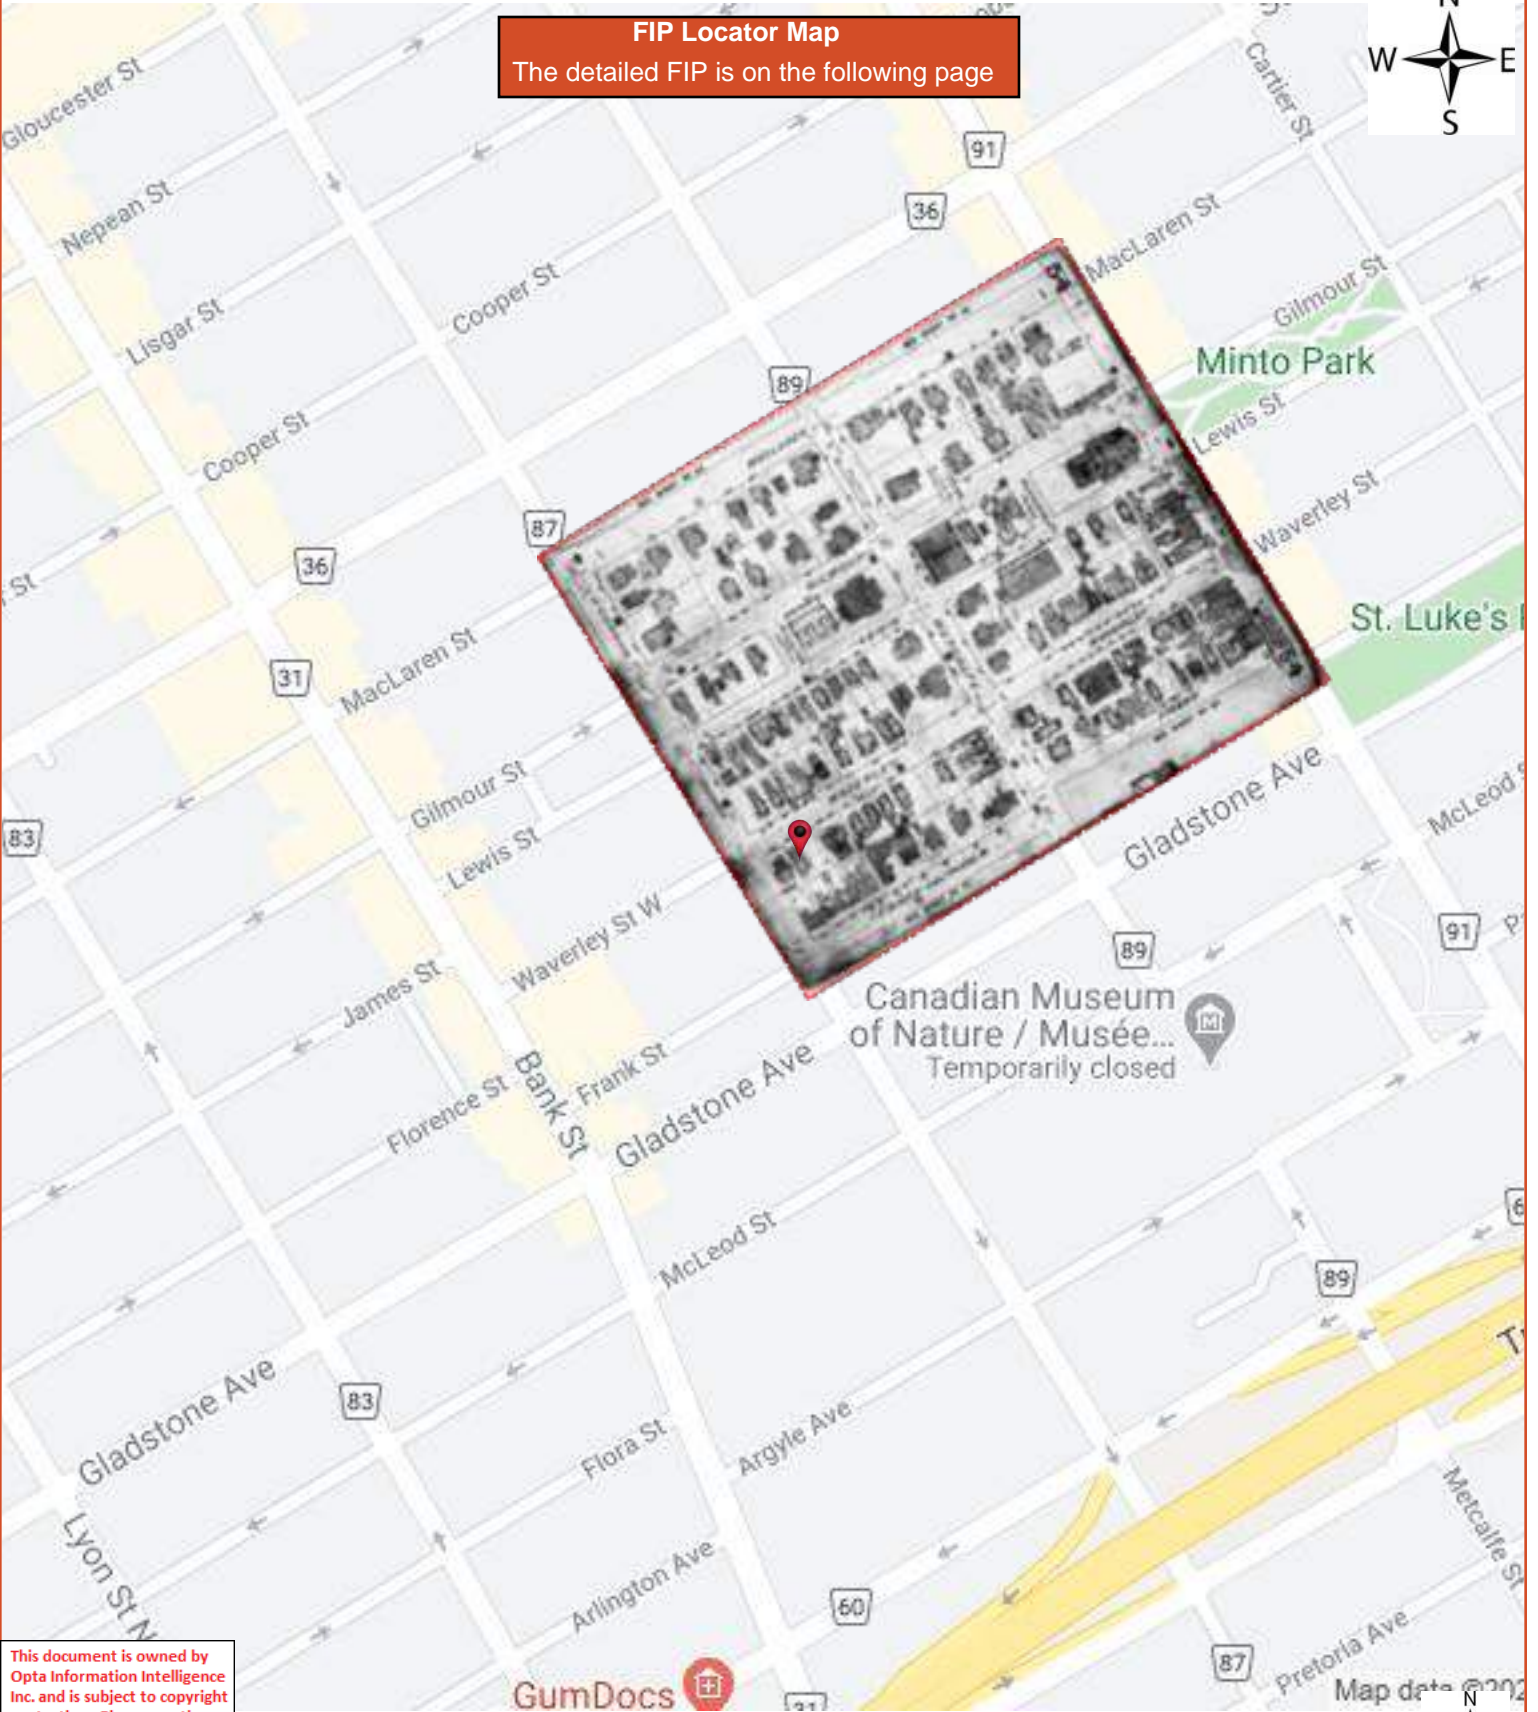 FIP Locator Map
The detailed FIP is on the following page
N
W E
S
Gloucester St
Cartier St
91
Nepean St
36
MacLaren St
Lisgar St
Cooper St
Gilmour St
Minto Park
89
Lewis St
Cooper St
Waverley St
87
36
St
St. Luke's
31
MacLaren St
Gilmour St
Gladstone Ave
McLeod
83
Lewis St
Waverley St W
91
89
James St
Canadian Museum
of Nature / Musée...
Temporarily closed
Bank St
Frank St
Florence St
Gladstone Ave
McLeod St
89
Gladstone Ave
83
Flora St
Argyle Ave
Metcalfe St
Lyon St N
Arlington Ave
60
87
Pretoria Ave
This document is owned by
Opta Information Intelligence
Inc. and is subject to copyright
GumDocs
31
Map data
N